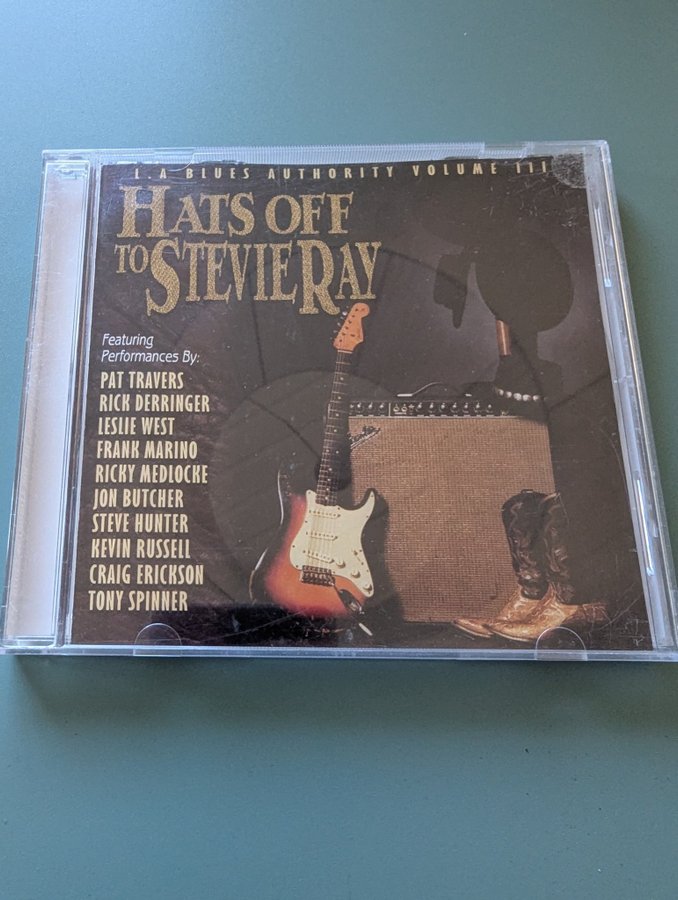 L.A BLUES AUTHORITY VOLUME III
HATS OFF
TO STEVIE RAY
Featuring
Performances By:
PAT TRAVERS
RICK DERRINGER
LESLIE WEST
FRANK MARINO
RICKY MEDLOCKE
JON BUTCHER
STEVE HUNTER
KEVIN RUSSELL
CRAIG ERICKSON
TONY SPINNER